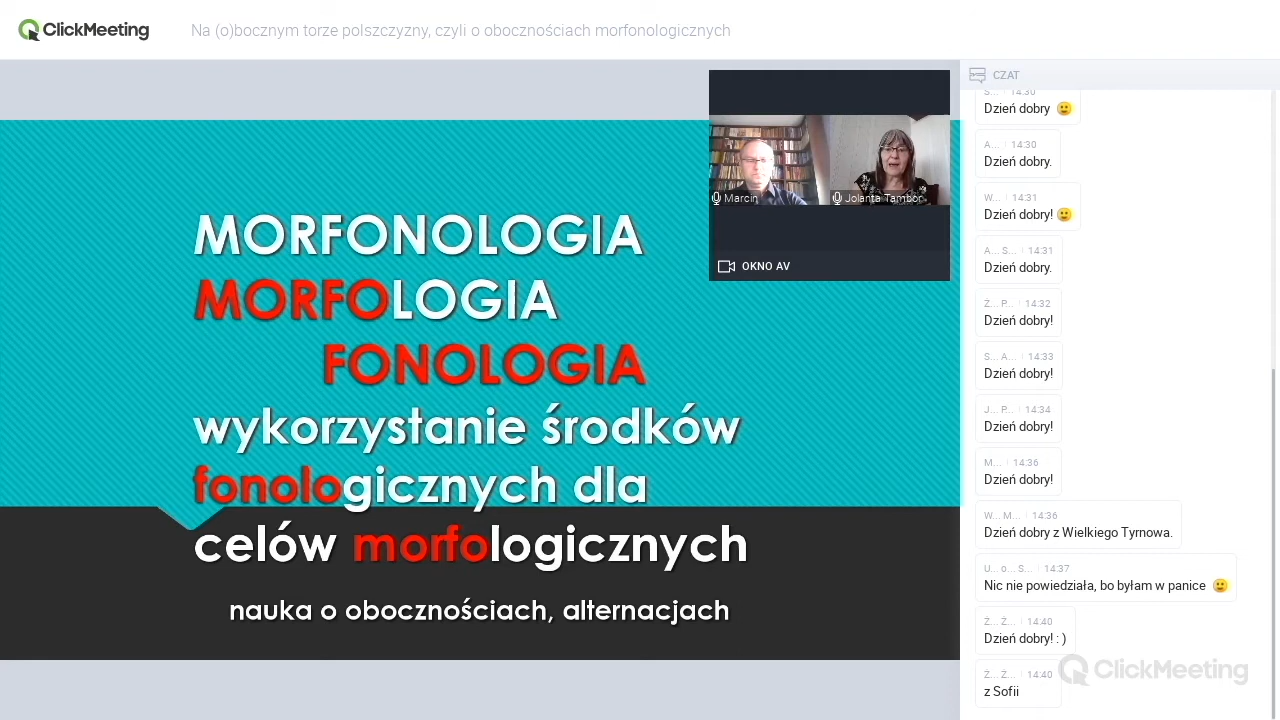 ClickMeeting
Na (o)bocznym torze polszczyzny, czyli o obocznościach morfonologicznych
MORFONOLOGIA
MORFOLOGIA
FONOLOGIA
wykorzystanie środków
fonologicznych dla
celów morfologicznych
nauka o obocznościach, alternacjach
Marcin
Jolanta Tambor
OKNO AV
CZAT
S... 14:30
Dzień dobry
A... 14:30
Dzień dobry.
W... 14:31
Dzień dobry!
A... S... 14:31
Dzień dobry.
Ż... P... 14:32
Dzień dobry!
S... A... 14:33
Dzień dobry!
J... P... 14:34
Dzień dobry!
M... 14:36
Dzień dobry!
W... M... 14:36
Dzień dobry z Wielkiego Tyrnowa.
U... o... S... 14:37
Nic nie powiedziała, bo byłam w panice
Ż... Ż... 14:40
Dzień dobry! : )
Ż... Ż... 14:40
z Sofii
ClickMeeting